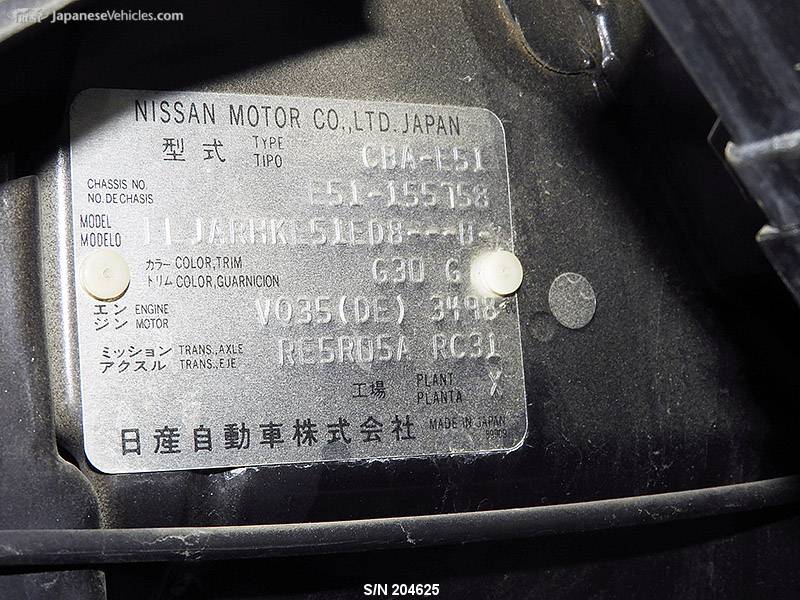 JapaneseVehicles.com
NISSAN MOTOR CO.,LTD.JAPAN
型式 TYPE TIPO CBA-E51
CHASSIS NO.
NO.DE CHASIS E51-155758
MODEL
MODELO JARHKE51ED8---U-
カラー COLOR,TRIM
トリム COLOR,GUARNICION G30 G
エンジン ENGINE MOTOR VQ35(DE) 3498
ミッション TRANS.,AXLE
アクスル TRANS.,EJE RE5R05A RC31
工場 PLANT PLANTA X
日産自動車株式会社 MADE IN JAPAN
S/N 204625